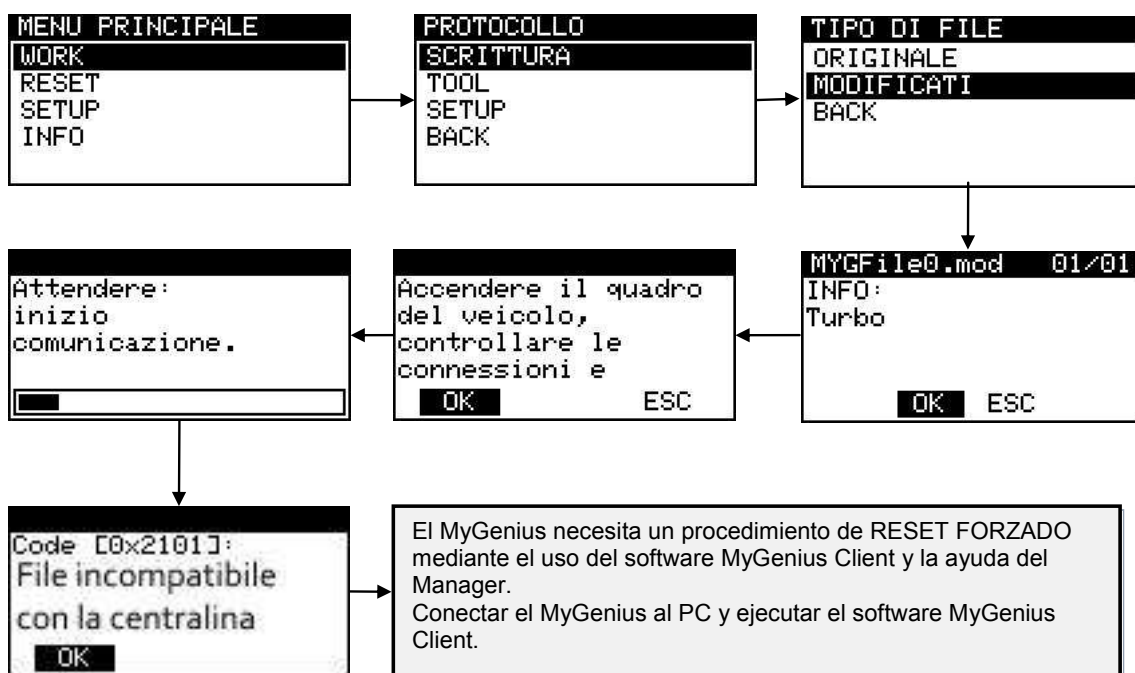 MENU PRINCIPALE
WORK
RESET
SETUP
INFO
PROTOCOLLO
SCRITTURA
TOOL
SETUP
BACK
TIPO DI FILE
ORIGINALE
MODIFICATI
BACK
MYGFile0.mod 01/01
INFO:
Turbo
OK ESC
Accendere il quadro
del veicolo,
controllare le
connessioni e
OK ESC
Attendere:
inizio
comunicazione.
Code [0x2101]:
File incompatibile
con la centralina
OK
El MyGenius necesita un procedimiento de RESET FORZADO
mediante el uso del software MyGenius Client y la ayuda del
Manager.
Conectar el MyGenius al PC y ejecutar el software MyGenius
Client.